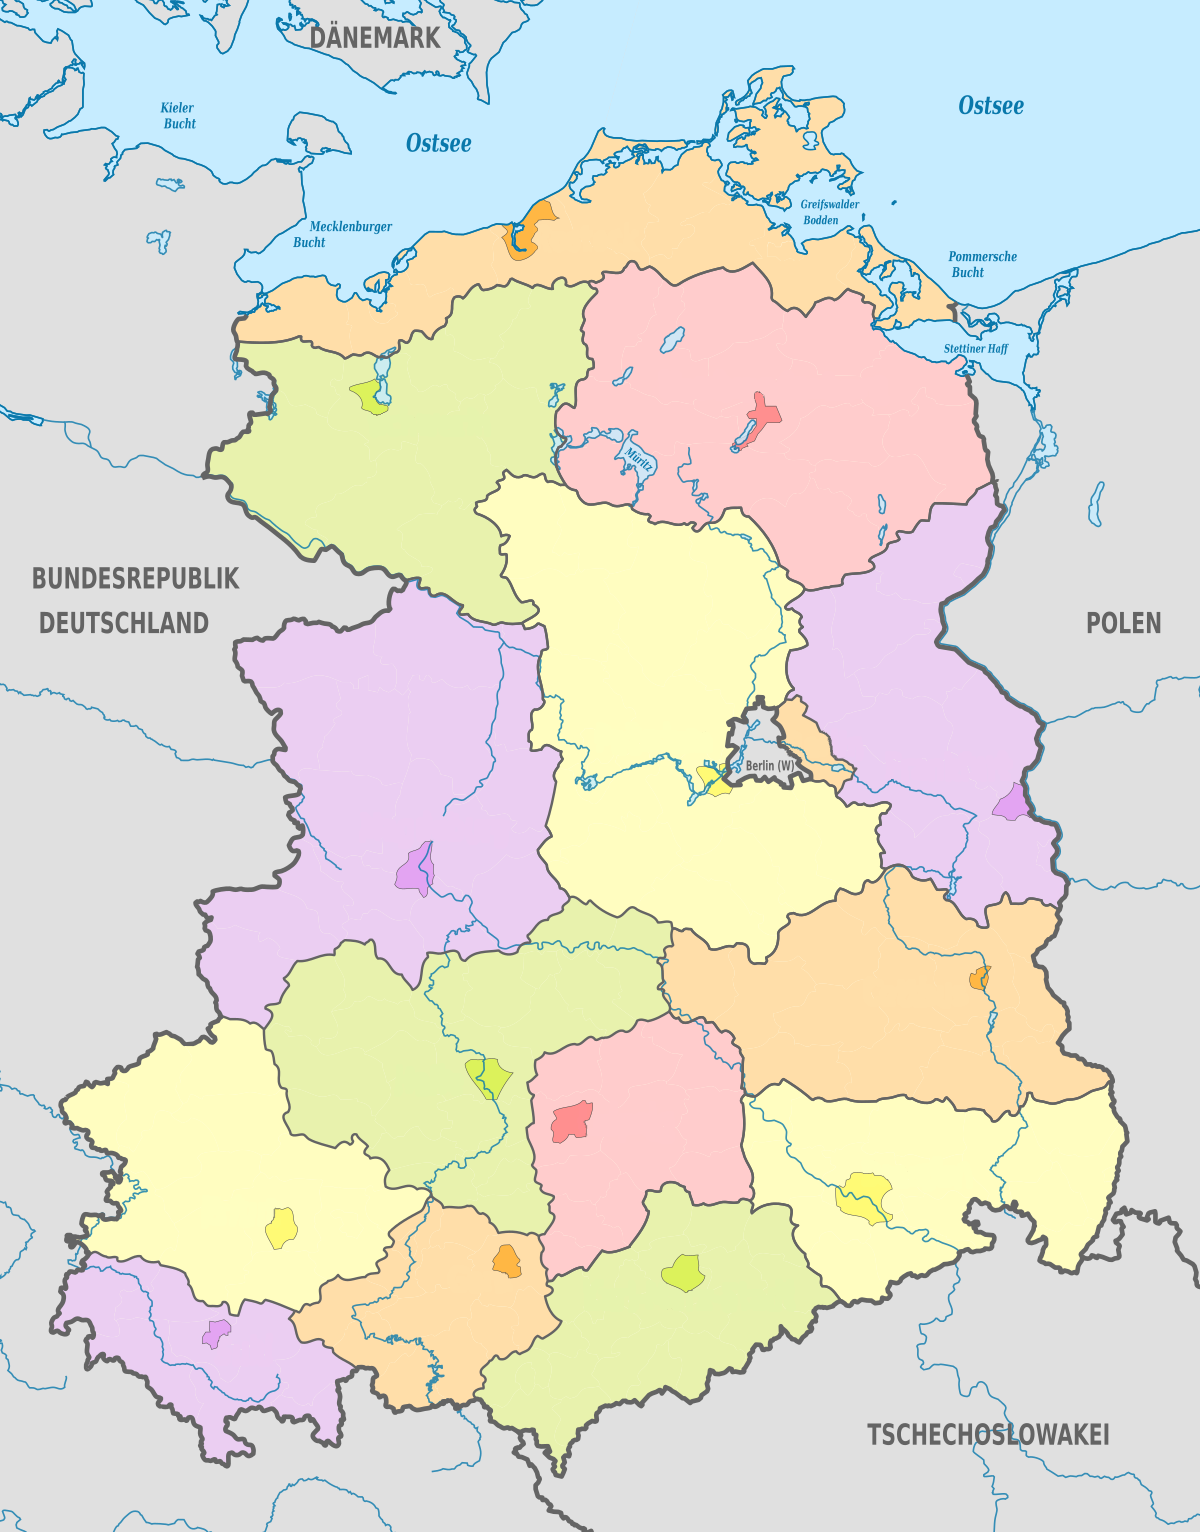 DÄNEMARK
Kieler
Bucht
Ostsee
Ostsee
Mecklenburger
Bucht
Greifswalder
Bodden
Pommersche
Bucht
Stettiner Haff
Müritz
BUNDESREPUBLIK
DEUTSCHLAND
POLEN
Berlin (W)
TSCHECHOSLOWAKEI